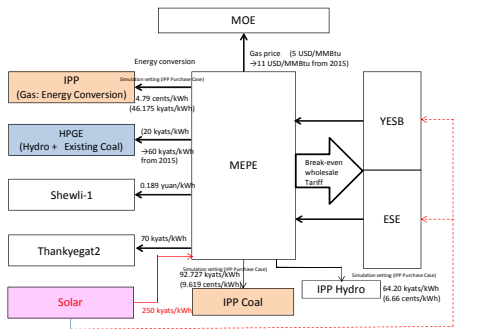 MOE
Energy conversion
Gas price (5 USD/MMBtu
→11 USD/MMBtu from 2015)
Simulation setting (IPP Purchase Case)
IPP
(Gas: Energy Conversion)
4.79 cents/kWh
(46.175 kyats/kWh)
HPGE
(Hydro + Existing Coal)
(20 kyats/kWh)
→60 kyats/kWh
from 2015)
MEPE
YESB
Break-even
wholesale
Tariff
Shewli-1
0.189 yuan/kWh
ESE
Thankyegat2
70 kyats/kWh
Simulation setting (IPP Purchase Case)
92.727 kyats/kWh
(9.619 cents/kWh)
Simulation setting (IPP Purchase Case)
Solar
250 kyats/kWh
IPP Coal
IPP Hydro
64.20 kyats/kWh
(6.66 cents/kWh)